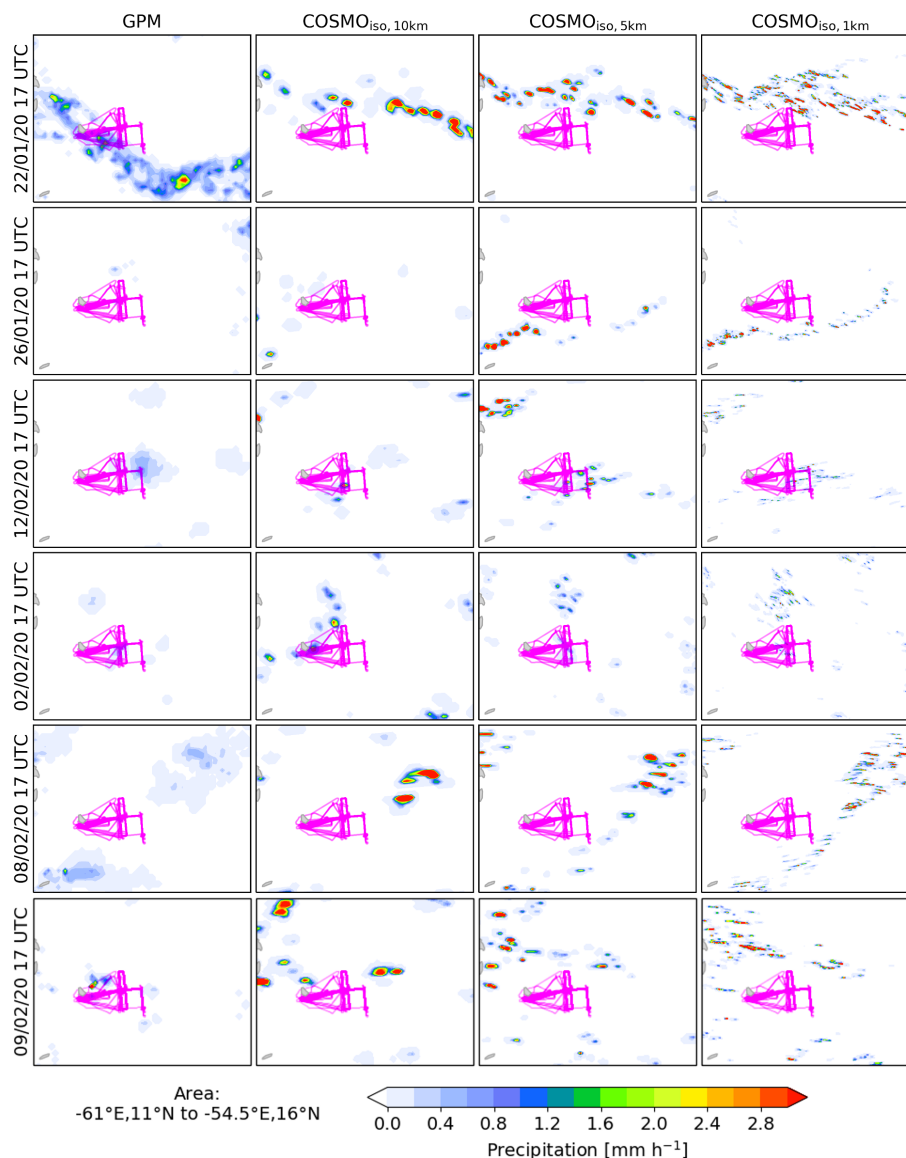 GPM COSMOiso, 10km COSMOiso, 5km COSMOiso, 1km
22/01/20 17 UTC
26/01/20 17 UTC
12/02/20 17 UTC
02/02/20 17 UTC
08/02/20 17 UTC
09/02/20 17 UTC
Area:
-61°E,11°N to -54.5°E,16°N
0.0 0.4 0.8 1.2 1.6 2.0 2.4 2.8
Precipitation [mm h⁻¹]